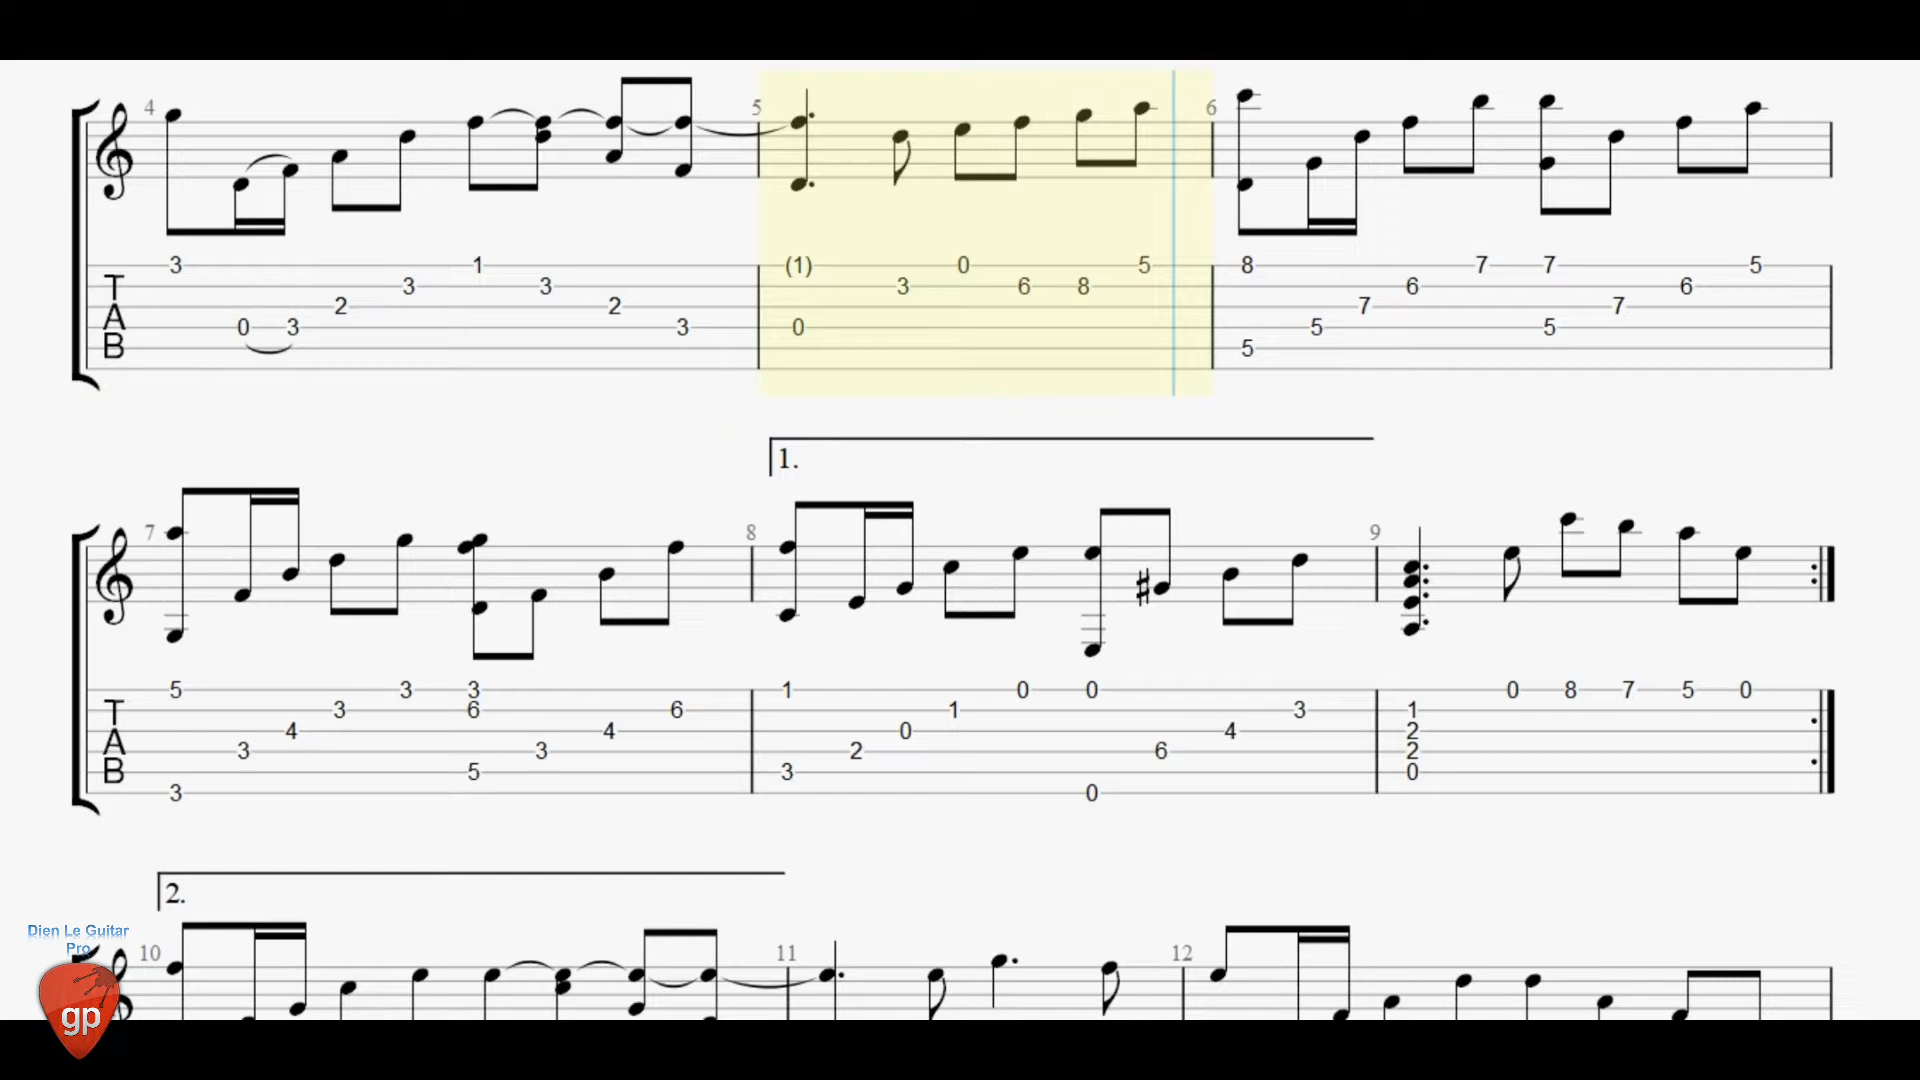 4 5 6
3 1 (1) 0 5 8 7 7 5
T 3 3 3 6 8 6 6
A 2 2 7 7
0 3 3 0 5 5
B 5
1.
7 8 9
5 3 3 1 0 0 0 8 7 5 0
T 3 6 6 1 3 1
4 4 0 4 2
A 3 3 2 6 2
B 5 3 0
3 0
2.
Dien Le Guitar
Pro
10 11 12
gp